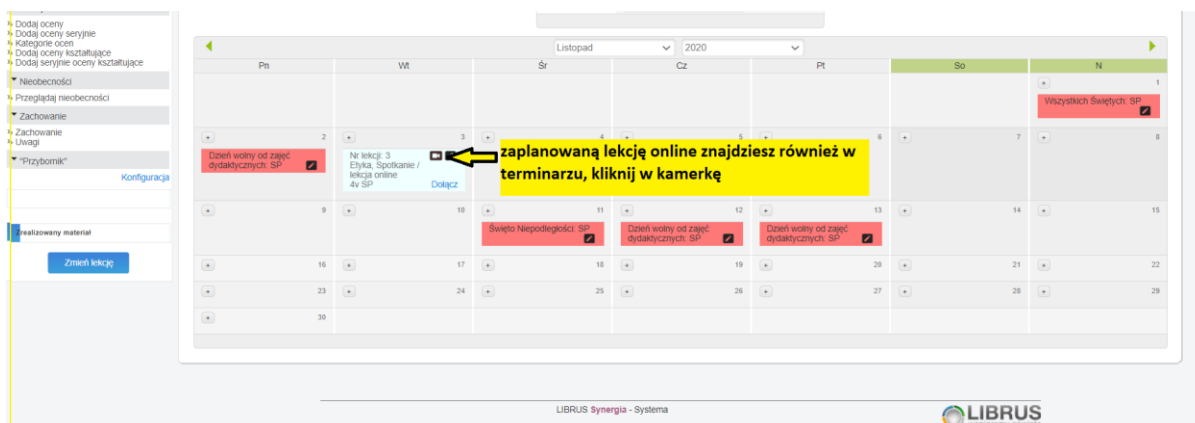 Dodaj oceny
Dodaj oceny seryjnie
Kategorie ocen
Dodaj oceny kształtujące
Dodaj seryjnie oceny kształtujące
Nieobecności
Przeglądaj nieobecności
Zachowanie
Zachowanie
Uwagi
"Przybornik"
Konfiguracja
Zrealizowany materiał
Zmień lekcję
Listopad 2020
Pn Wt Śr Cz Pt So N
+ 1
Wszystkich Świętych: SP
+ 2 + 3 + 4 + 5 + 6 + 7 + 8
Dzień wolny od zajęć
dydaktycznych: SP
Nr lekcji: 3
Etyka, Spotkanie /
lekcja online
4v SP Dołącz
zaplanowaną lekcję online znajdziesz również w
terminarzu, kliknij w kamerkę
+ 9 + 10 + 11 + 12 + 13 + 14 + 15
Święto Niepodległości: SP
Dzień wolny od zajęć
dydaktycznych: SP
Dzień wolny od zajęć
dydaktycznych: SP
+ 16 + 17 + 18 + 19 + 20 + 21 + 22
+ 23 + 24 + 25 + 26 + 27 + 28 + 29
+ 30
LIBRUS Synergia - Systema
LIBRUS